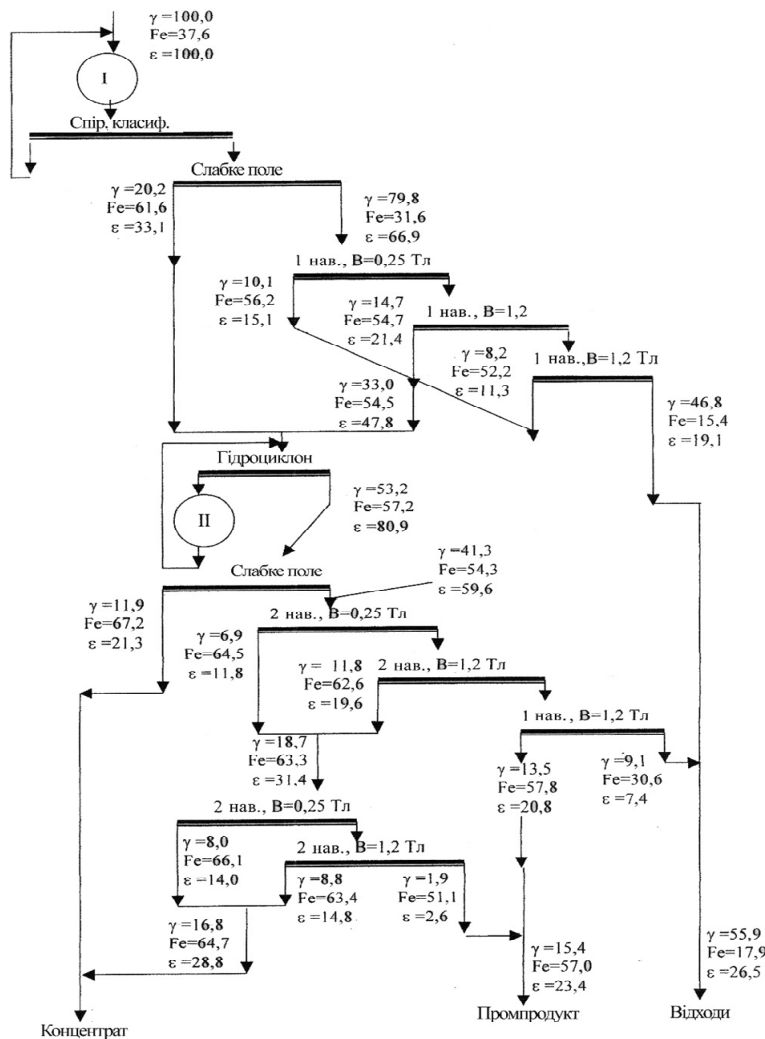 γ =100,0
Fe=37,6
ε =100,0
I
Спір, класиф.
Слабке поле
γ =20,2
Fe=61,6
ε =33,1
γ =79,8
Fe=31,6
ε =66,9
1 нав., B=0,25 Тл
γ =10,1
Fe=56,2
ε =15,1
γ =14,7
Fe=54,7
ε =21,4
1 нав., B=1,2
γ =8,2
Fe=52,2
ε =11,3
1 нав.,B=1,2 Тл
γ =33,0
Fe=54,5
ε =47,8
γ =46,8
Fe=15,4
ε =19,1
Гідроциклон
II
γ =53,2
Fe=57,2
ε =80,9
Слабке поле
γ =41,3
Fe=54,3
ε =59,6
γ =11,9
Fe=67,2
ε =21,3
2 нав., B=0,25 Тл
γ =6,9
Fe=64,5
ε =11,8
γ = 11,8
Fe=62,6
ε =19,6
2 нав., B=1,2 Тл
1 нав., B=1,2 Тл
γ =18,7
Fe=63,3
ε =31,4
γ =13,5
Fe=57,8
ε =20,8
γ =9,1
Fe=30,6
ε =7,4
2 нав., B=0,25 Тл
γ =8,0
Fe=66,1
ε =14,0
2 нав., B=1,2 Тл
γ =8,8
Fe=63,4
ε =14,8
γ =1,9
Fe=51,1
ε =2,6
γ =16,8
Fe=64,7
ε =28,8
γ =15,4
Fe=57,0
ε =23,4
γ =55,9
Fe=17,9
ε =26,5
Концентрат
Промпродукт
Відходи